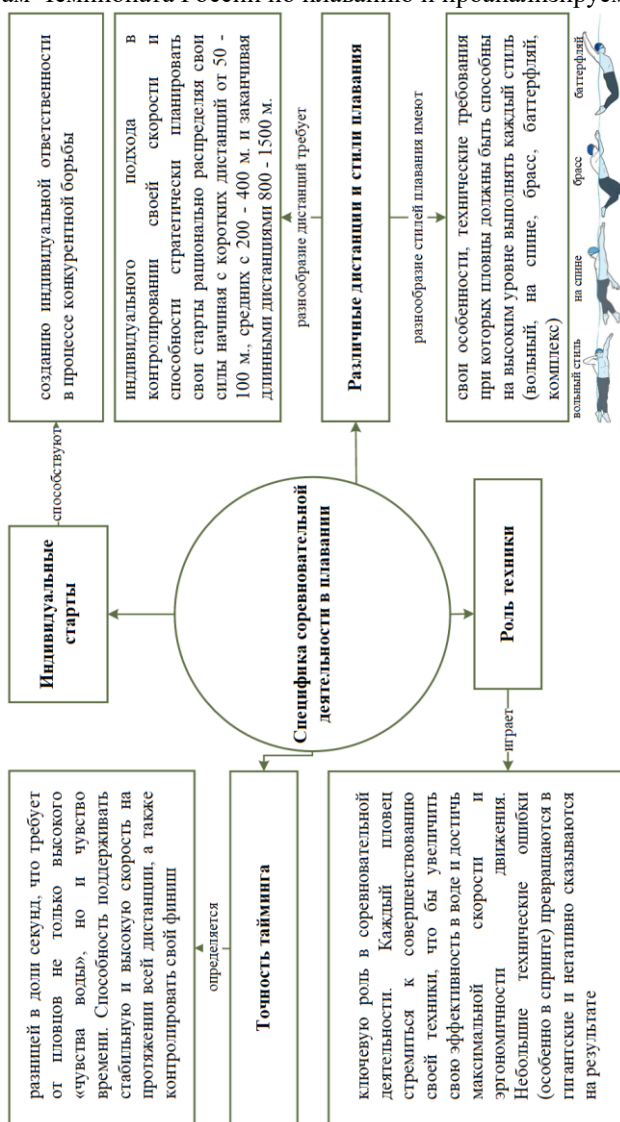 ам Чемпионата России по плаванию и проанализируем
разницей в доли секунд, что требует
от пловцов не только высокого
«чувства воды», но и чувство
времени. Способность поддерживать
стабильную и высокую скорость на
протяжении всей дистанции, а также
контролировать свой финиш
определяется
Точность тайминга
ключевую роль в соревновательной
деятельности. Каждый пловец
стремиться к совершенствованию
своей техники, что бы увеличить
свою эффективность в воде и достичь
максимальной скорости и
эргономичности движения.
Небольшие технические ошибки
(особенно в спринте) превращаются в
гигантские и негативно сказываются
на результате
играет
Роль техники
Специфика соревновательной
деятельности в плавании
Индивидуальные
старты
способствуют
созданию индивидуальной ответственности
в процессе конкурентной борьбы
индивидуального подхода в
контролировании своей скорости и
способности стратегически планировать
свои старты рационально распределяя свои
силы начиная с коротких дистанций от 50 -
100 м., средних с 200 - 400 м. и заканчивая
длинными дистанциями 800 - 1500 м.
разнообразие дистанций требует
Различные дистанции и стили плавания
разнообразие стилей плавания имеют
свои особенности, технические требования
при которых пловцы должны быть способны
на высоким уровне выполнять каждый стиль
(вольный, на спине, брасс, баттерфляй,
комплекс)
вольный стиль
на спине
брасс
баттерфляй